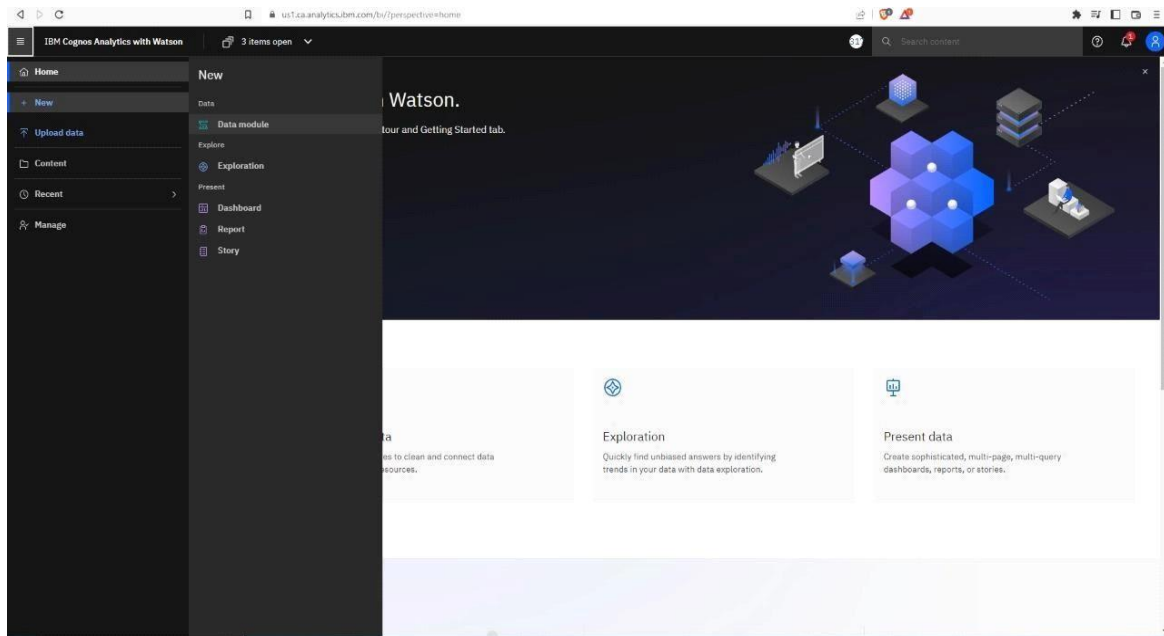 us1.ca.analytics.ibm.com/bi/?perspective=home
IBM Cognos Analytics with Watson
3 items open
Search content
1
Home
New
Upload data
Content
Recent
Manage
New
Data
Data module
Explore
Exploration
Present
Dashboard
Report
Story
Watson.
tour and Getting Started tab.
ta
es to clean and connect data
sources.
Exploration
Quickly find unbiased answers by identifying
trends in your data with data exploration.
Present data
Create sophisticated, multi-page, multi-query
dashboards, reports, or stories.